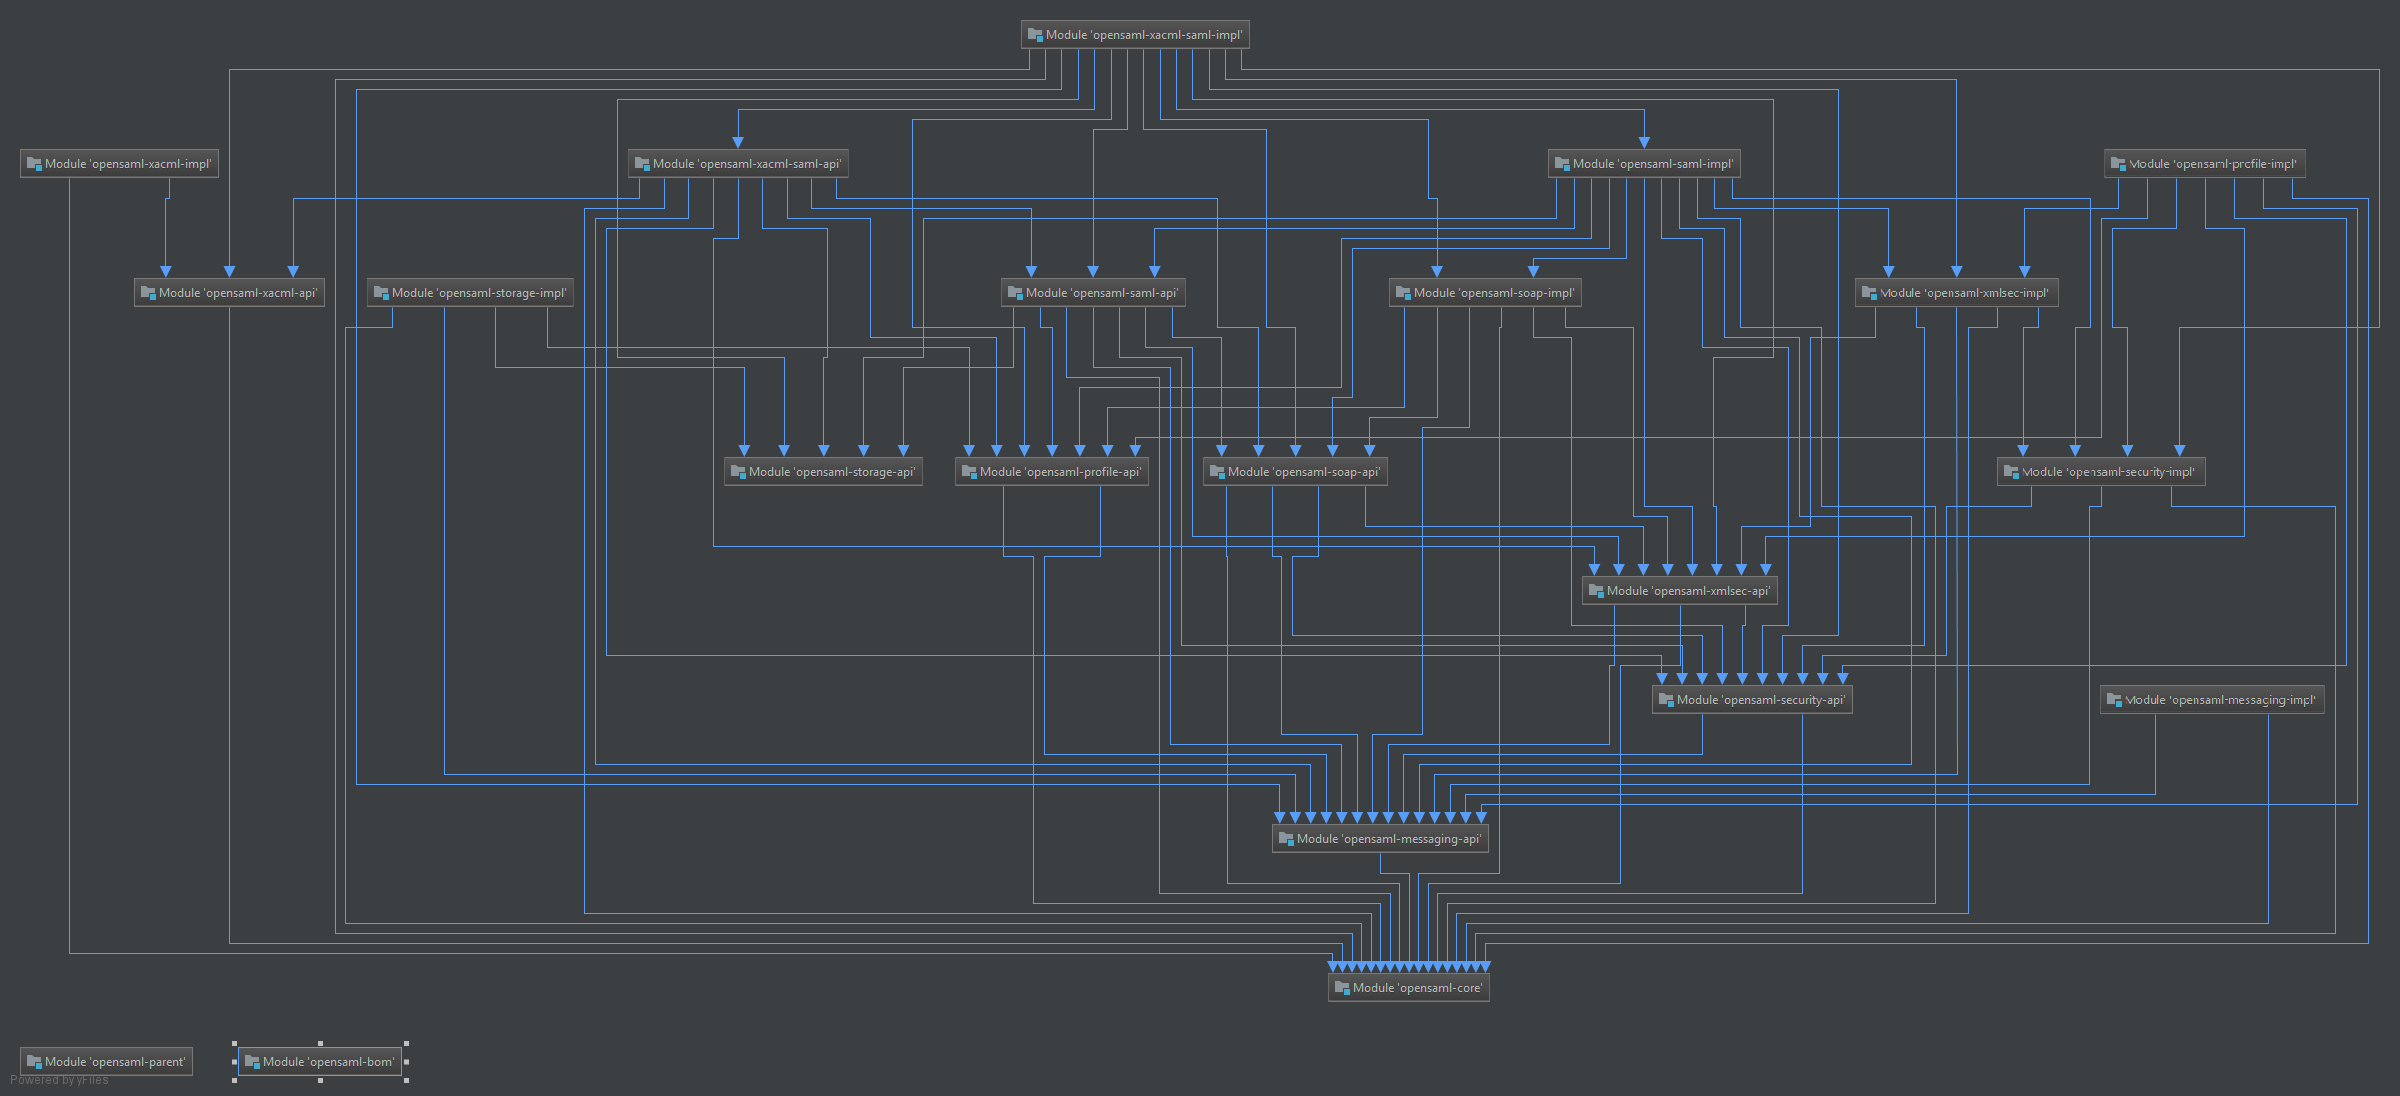 Module 'opensaml-xacml-saml-impl'
Module 'opensaml-xacml-impl'
Module 'opensaml-xacml-saml-api'
Module 'opensaml-saml-impl'
Module 'opensaml-profile-impl'
Module 'opensaml-xacml-api'
Module 'opensaml-storage-impl'
Module 'opensaml-saml-api'
Module 'opensaml-soap-impl'
Module 'opensaml-xmlsec-impl'
Module 'opensaml-storage-api'
Module 'opensaml-profile-api'
Module 'opensaml-soap-api'
Module 'opensaml-security-impl'
Module 'opensaml-xmlsec-api'
Module 'opensaml-security-api'
Module 'opensaml-messaging-impl'
Module 'opensaml-messaging-api'
Module 'opensaml-core'
Module 'opensaml-parent'
Module 'opensaml-bom'
Powered by yFiles